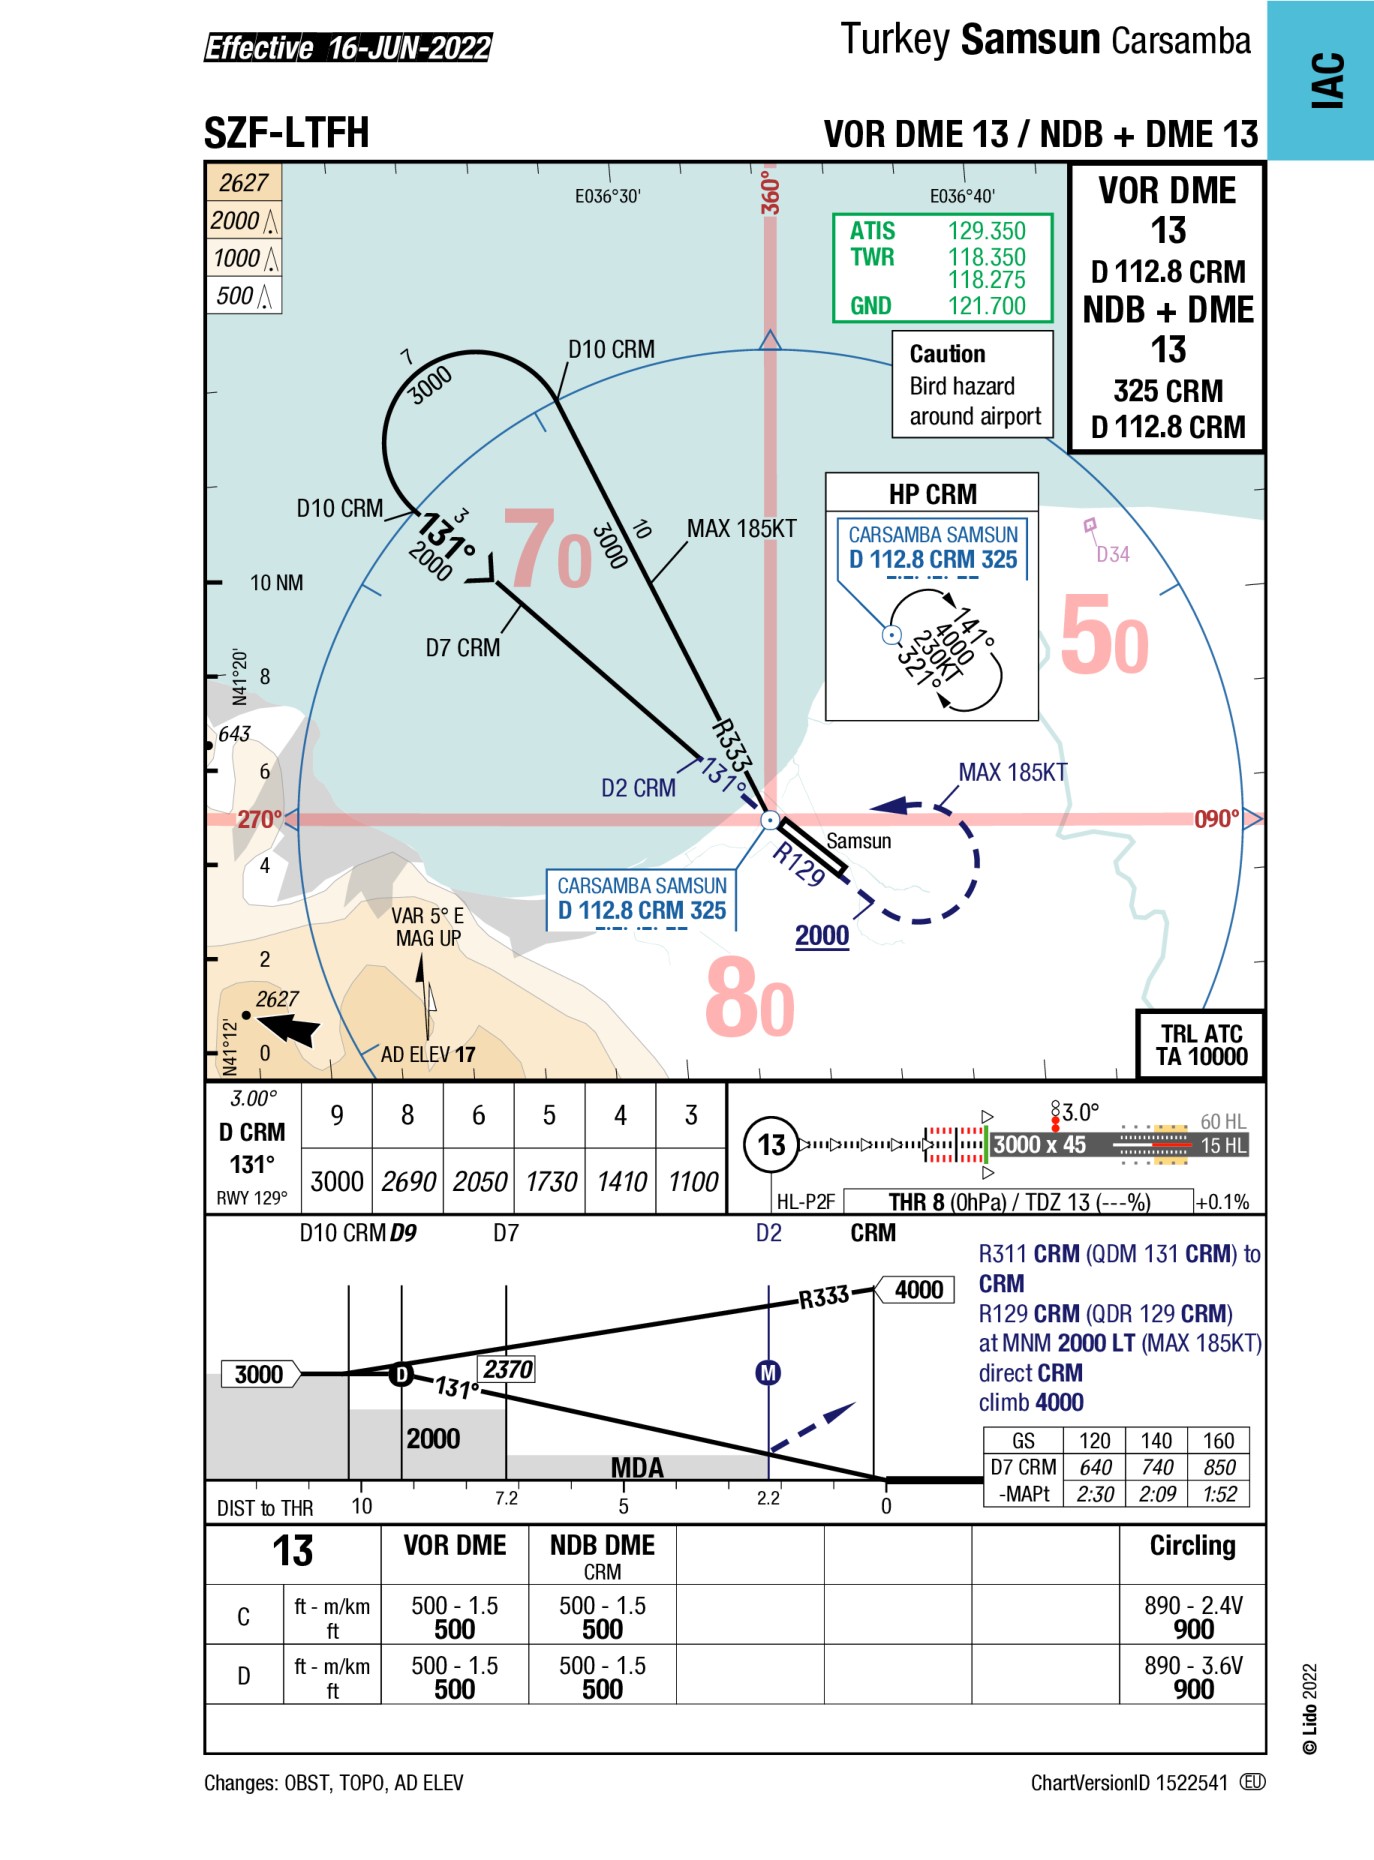 Effective 16-JUN-2022
Turkey Samsun Carsamba
IAC
SZF-LTFH
VOR DME 13 / NDB + DME 13
2627
2000
1000
500
E036°30'
360°
E036°40'
ATIS 129.350
TWR 118.350
118.275
GND 121.700
VOR DME
13
D 112.8 CRM
NDB + DME
13
325 CRM
D 112.8 CRM
Caution
Bird hazard
around airport
D10 CRM
7
3000
D10 CRM
3
131°
2000
70
10
3000
MAX 185KT
HP CRM
CARSAMBA SAMSUN
D 112.8 CRM 325
141°
4000
230KT
321°
D34
50
10 NM
D7 CRM
N41°20'
8
643
6
R333
131°
D2 CRM
MAX 185KT
270°
090°
Samsun
R129
4
CARSAMBA SAMSUN
D 112.8 CRM 325
VAR 5° E
MAG UP
2000
2
80
2627
N41°12'
0
AD ELEV 17
TRL ATC
TA 10000
3.00°
D CRM
131°
RWY 129°
9 8 6 5 4 3
3000 2690 2050 1730 1410 1100
13
3.0°
60 HL
3000 x 45
15 HL
HL-P2F
THR 8 (0hPa) / TDZ 13 (---%)
+0.1%
D10 CRM D9 D7 D2 CRM
R333
4000
3000
D
131°
2370
M
2000
MDA
DIST to THR 10 7.2 5 2.2 0
R311 CRM (QDM 131 CRM) to
CRM
R129 CRM (QDR 129 CRM)
at MNM 2000 LT (MAX 185KT)
direct CRM
climb 4000
GS 120 140 160
D7 CRM 640 740 850
-MAPt 2:30 2:09 1:52
13 VOR DME NDB DME Circling
CRM
C ft - m/km 500 - 1.5 500 - 1.5 890 - 2.4V
ft 500 500 900
D ft - m/km 500 - 1.5 500 - 1.5 890 - 3.6V
ft 500 500 900
© Lido 2022
Changes: OBST, TOPO, AD ELEV
ChartVersionID 1522541 EU